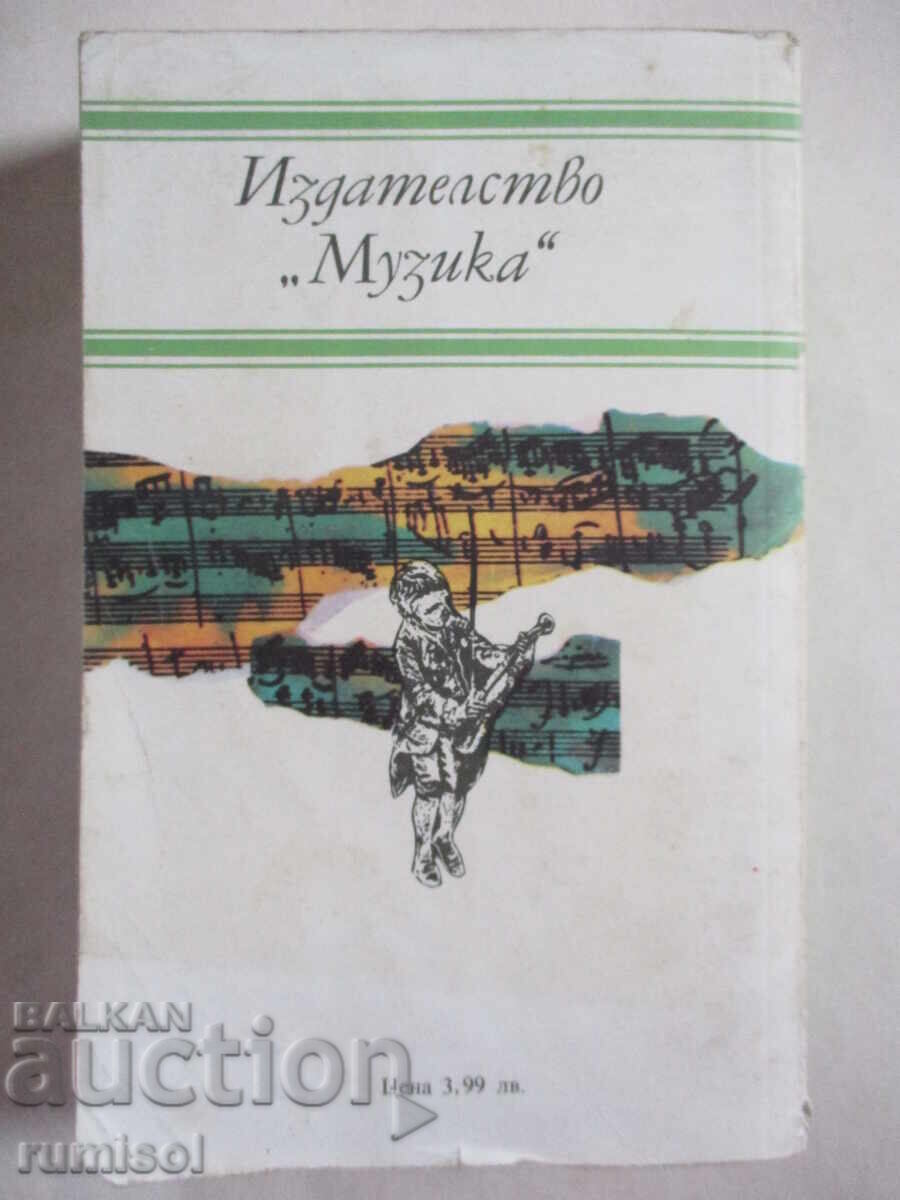 Издателство
„Музика“
BALKAN
auction
Цена 3,99 лв.
rumisol